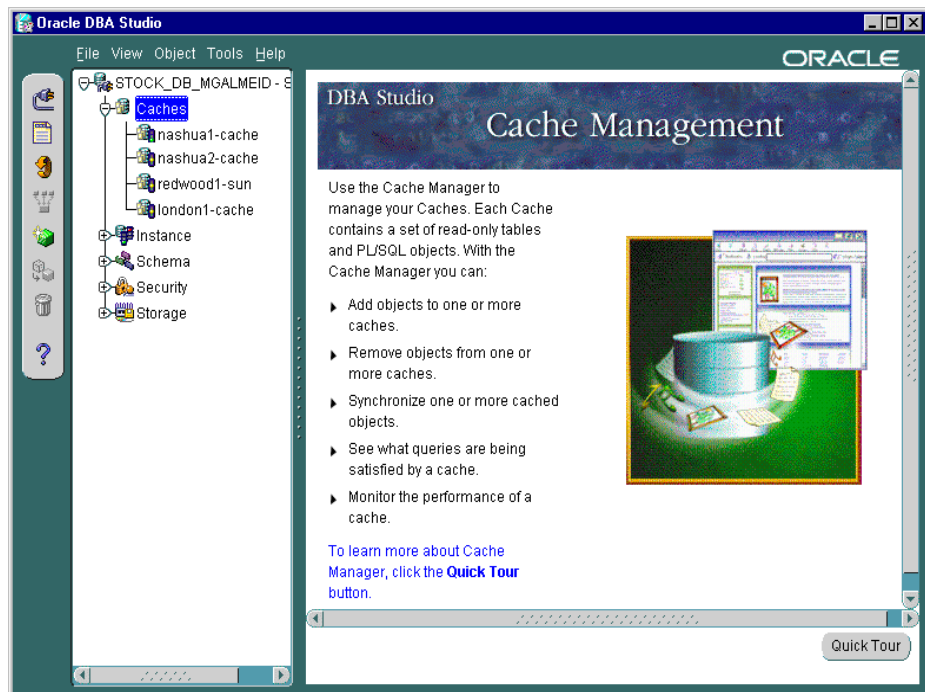 Oracle DBA Studio
File View Object Tools Help
ORACLE
STOCK_DB_MGALMEID - S
Caches
nashua1-cache
nashua2-cache
redwood1-sun
london1-cache
Instance
Schema
Security
Storage
DBA Studio
Cache Management
Use the Cache Manager to
manage your Caches. Each Cache
contains a set of read-only tables
and PL/SQL objects. With the
Cache Manager you can:
Add objects to one or more
caches.
Remove objects from one or
more caches.
Synchronize one or more cached
objects.
See what queries are being
satisfied by a cache.
Monitor the performance of a
cache.
To learn more about Cache
Manager, click the Quick Tour
button.
Quick Tour